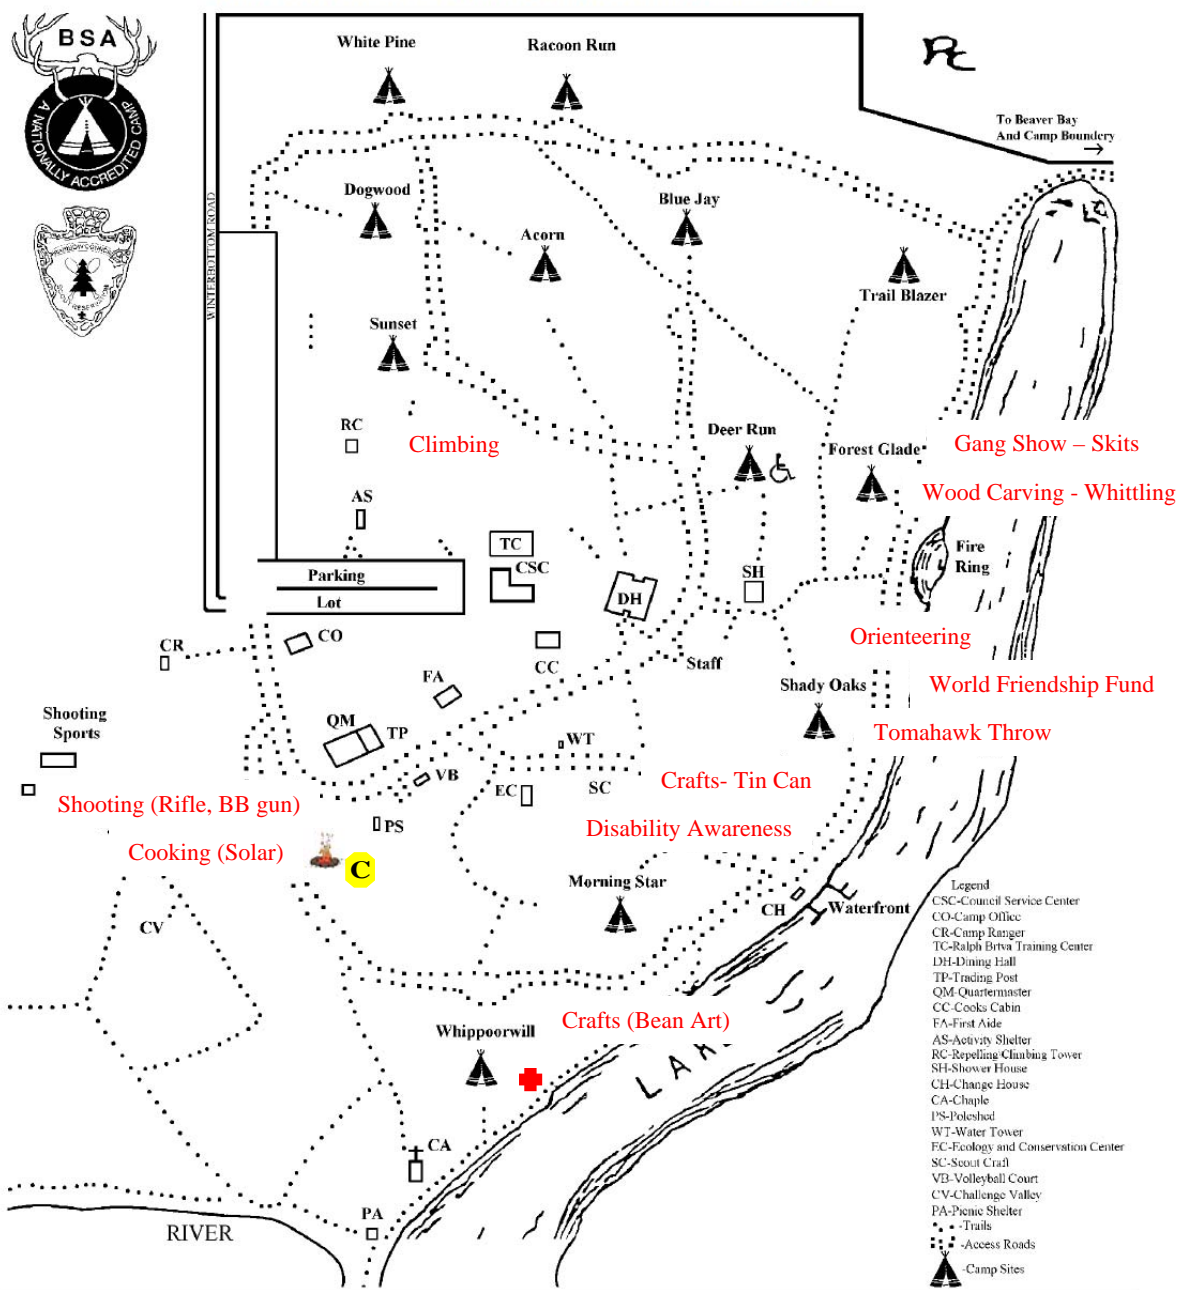 BSA
A NATIONALLY ACCREDITED CAMP
White Pine
Racoon Run
To Beaver Bay
And Camp Boundery
WINTERBOTTOM ROAD
Dogwood
Blue Jay
Acorn
Trail Blazer
Sunset
RC
Climbing
Deer Run
Forest Glade
Gang Show – Skits
Wood Carving - Whittling
AS
TC
CSC
Fire
Ring
Parking
Lot
SH
DH
CO
CR
CC
Staff
Orienteering
FA
Shady Oaks
World Friendship Fund
Shooting
Sports
QM
TP
WT
Tomahawk Throw
VB
EC
SC
Crafts- Tin Can
Shooting (Rifle, BB gun)
PS
Disability Awareness
Cooking (Solar)
C
Morning Star
CH
Waterfront
CV
Legend
CSC-Council Service Center
CO-Camp Office
CR-Camp Ranger
TC-Ralph Brtva Training Center
DH-Dining Hall
TP-Trading Post
QM-Quartermaster
CC-Cooks Cabin
FA-First Aide
AS-Activity Shelter
RC-Repelling/Climbing Tower
SH-Shower House
CH-Change House
CA-Chaple
PS-Poleshed
WT-Water Tower
EC-Ecology and Conservation Center
SC-Scout Craft
VB-Volleyball Court
CV-Challenge Valley
PA-Picnic Shelter
-Trails
-Access Roads
-Camp Sites
Crafts (Bean Art)
Whippoorwill
CA
PA
RIVER